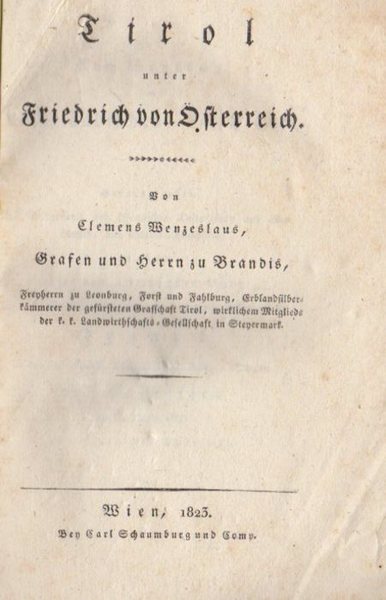 Tirol
unter
Friedrich von Österreich.
Von
Clemens Wenzeslaus,
Grafen und Herrn zu Brandis,
Freyherrn zu Leonburg, Forst und Fahlburg, Erblandsilber-
kämmerer der gefürsteten Grafschaft Tirol, wirklichem Mitgliede
der k. k. Landwirthschafts-Gesellschaft in Steyermark.
Wien, 1823.
Bey Carl Schaumburg und Comp.